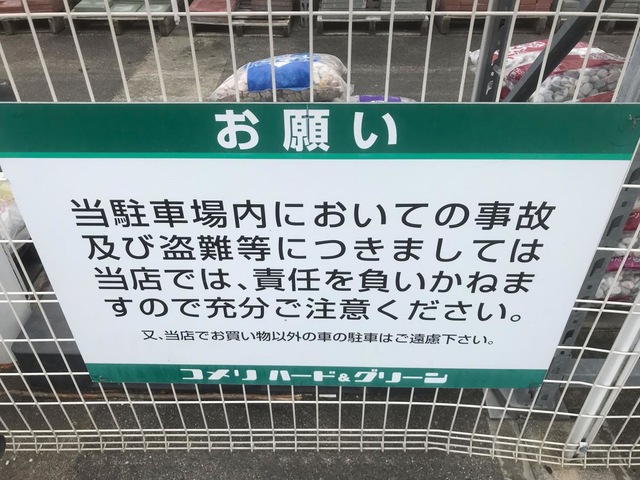 お願い
当駐車場内においての事故
及び盗難等につきましては
当店では、責任を負いかねま
すので充分ご注意ください。
又、当店でお買い物以外の車の駐車はご遠慮下さい。
コメリ ハード&グリーン